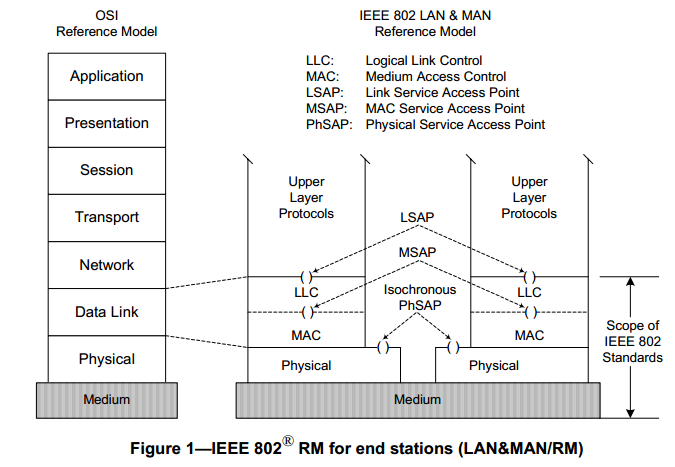 OSI
Reference Model
IEEE 802 LAN & MAN
Reference Model
LLC: Logical Link Control
MAC: Medium Access Control
LSAP: Link Service Access Point
MSAP: MAC Service Access Point
PhSAP: Physical Service Access Point
Application
Presentation
Session
Transport
Network
Data Link
Physical
Medium
Upper
Layer
Protocols
LSAP
MSAP
Isochronous
PhSAP
Upper
Layer
Protocols
( )
( )
LLC
LLC
( )
( )
MAC
MAC
( )
( )
Physical
Physical
Medium
Scope of
IEEE 802
Standards
Figure 1—IEEE 802® RM for end stations (LAN&MAN/RM)